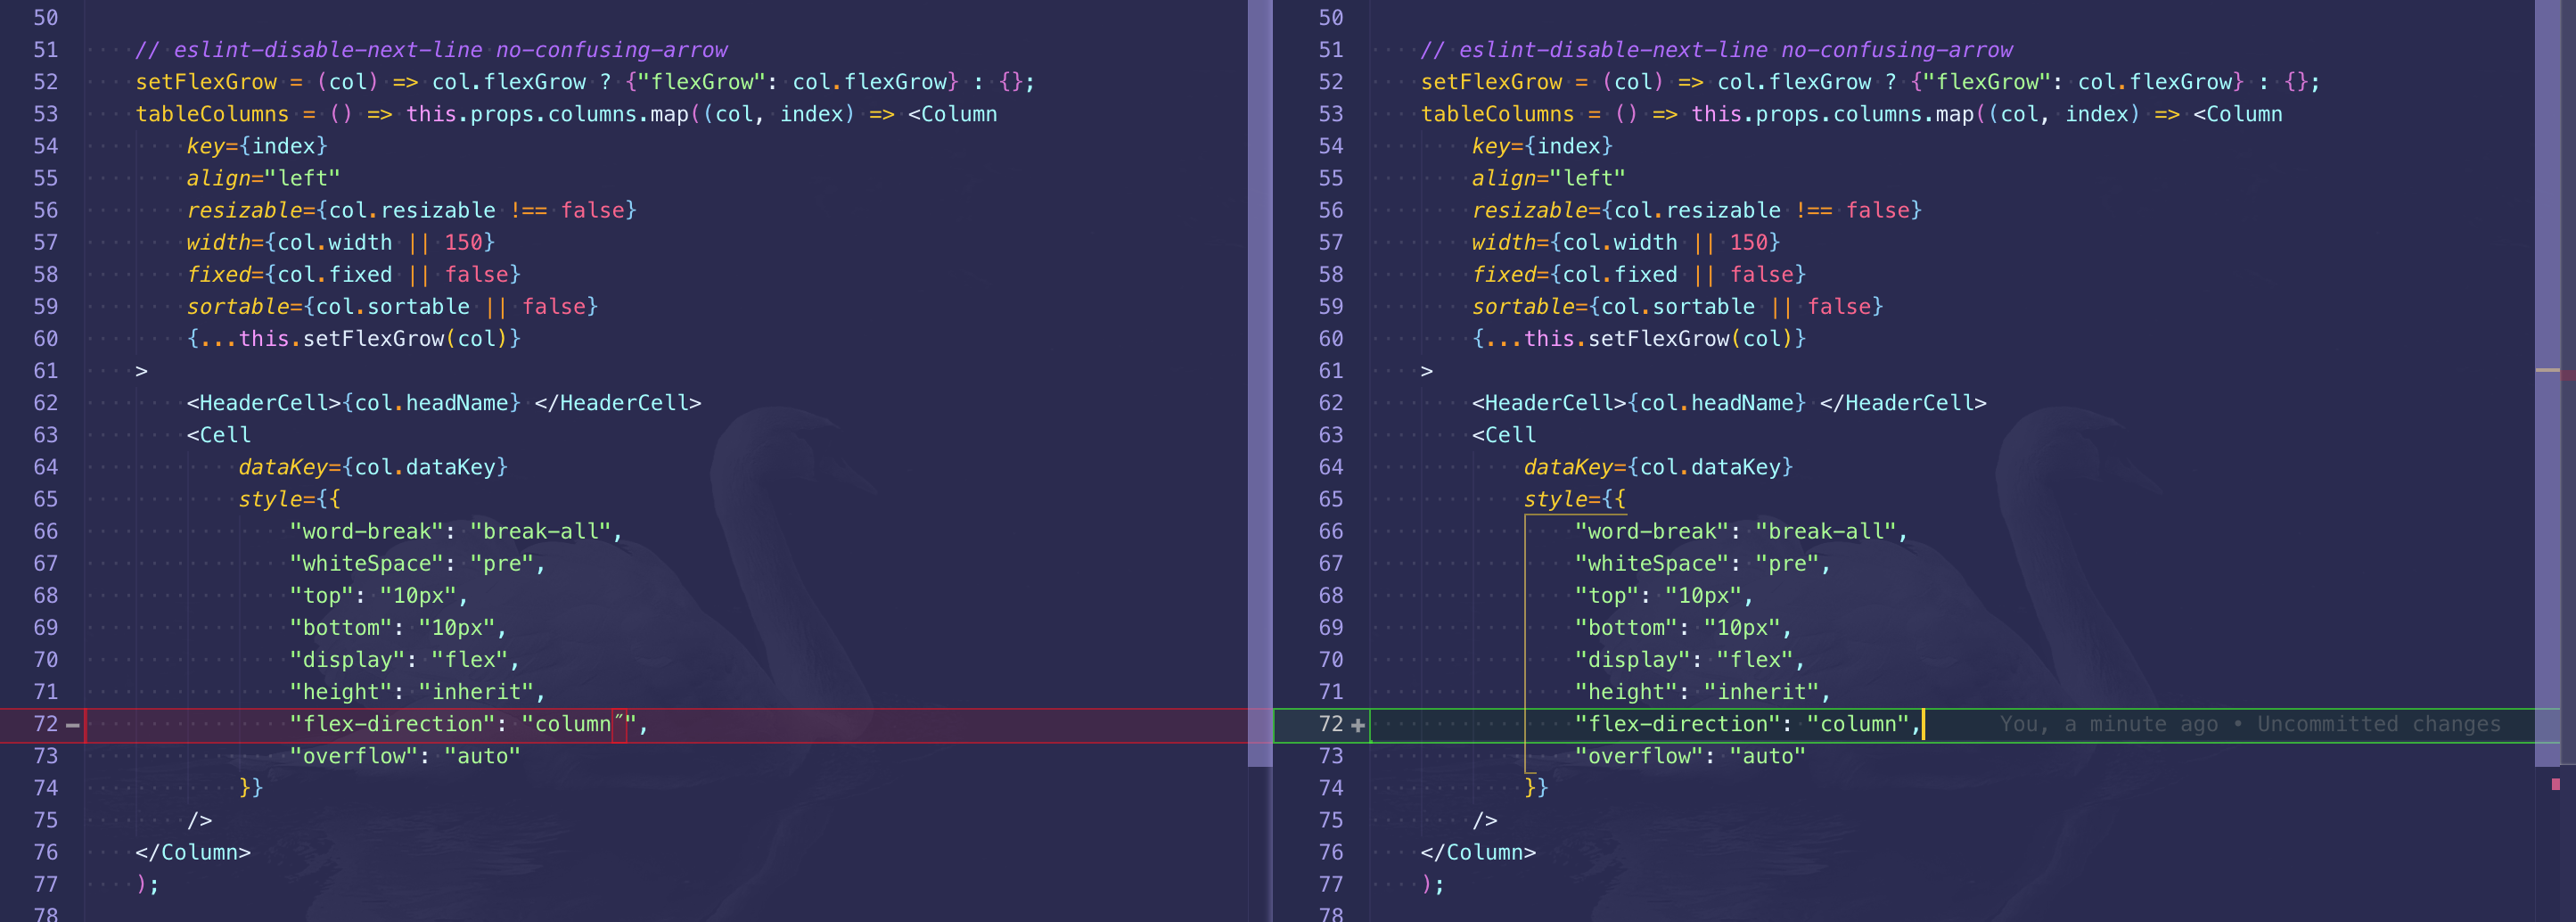 50
51 // eslint-disable-next-line no-confusing-arrow
52 setFlexGrow = (col) => col.flexGrow ? {"flexGrow": col.flexGrow} : {};
53 tableColumns = () => this.props.columns.map((col, index) => <Column
54 key={index}
55 align="left"
56 resizable={col.resizable !== false}
57 width={col.width || 150}
58 fixed={col.fixed || false}
59 sortable={col.sortable || false}
60 {...this.setFlexGrow(col)}
61 >
62 <HeaderCell>{col.headName} </HeaderCell>
63 <Cell
64 dataKey={col.dataKey}
65 style={{
66 "word-break": "break-all",
67 "whiteSpace": "pre",
68 "top": "10px",
69 "bottom": "10px",
70 "display": "flex",
71 "height": "inherit",
72 − "flex-direction": "column˝",
73 "overflow": "auto"
74 }}
75 />
76 </Column>
77 );
78
50
51 // eslint-disable-next-line no-confusing-arrow
52 setFlexGrow = (col) => col.flexGrow ? {"flexGrow": col.flexGrow} : {};
53 tableColumns = () => this.props.columns.map((col, index) => <Column
54 key={index}
55 align="left"
56 resizable={col.resizable !== false}
57 width={col.width || 150}
58 fixed={col.fixed || false}
59 sortable={col.sortable || false}
60 {...this.setFlexGrow(col)}
61 >
62 <HeaderCell>{col.headName} </HeaderCell>
63 <Cell
64 dataKey={col.dataKey}
65 style={{
66 "word-break": "break-all",
67 "whiteSpace": "pre",
68 "top": "10px",
69 "bottom": "10px",
70 "display": "flex",
71 "height": "inherit",
72 + "flex-direction": "column", You, a minute ago • Uncommitted changes
73 "overflow": "auto"
74 }}
75 />
76 </Column>
77 );
78